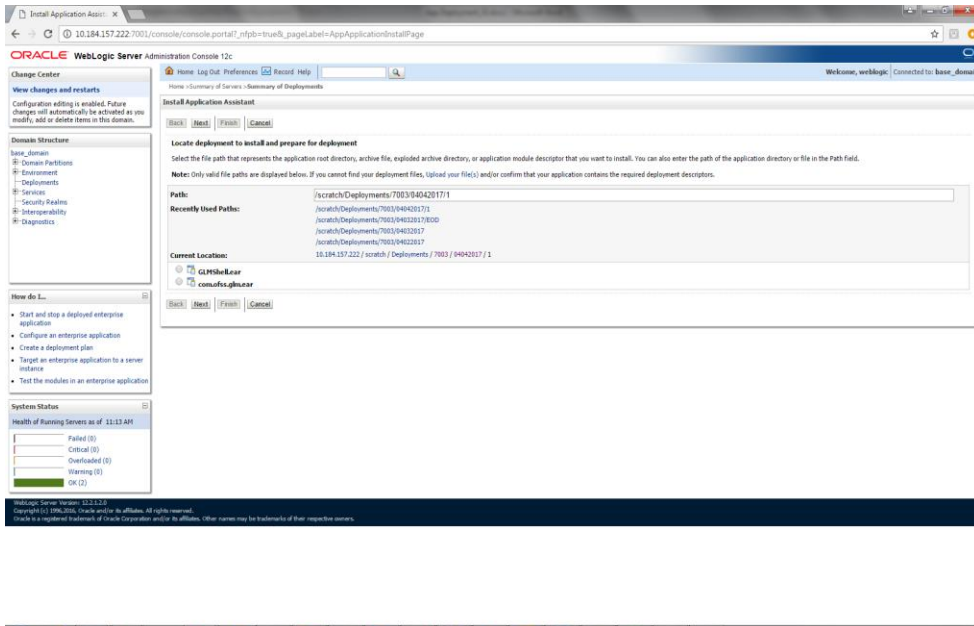 Install Application Assist: ×
10.184.157.222:7001/console/console.portal?_nfpb=true&_pageLabel=AppApplicationInstallPage
ORACLE WebLogic Server Administration Console 12c
Change Center
View changes and restarts
Configuration editing is enabled. Future
changes will automatically be activated as you
modify, add or delete items in this domain.
Domain Structure
base_domain
Domain Partitions
Environment
Deployments
Services
Security Realms
Interoperability
Diagnostics
How do I...
Start and stop a deployed enterprise
application
Configure an enterprise application
Create a deployment plan
Target an enterprise application to a server
instance
Test the modules in an enterprise application
System Status
Health of Running Servers as of 11:13 AM
Failed (0)
Critical (0)
Overloaded (0)
Warning (0)
OK (2)
Home Log Out Preferences Record Help
Welcome, weblogic Connected to: base_domai
Home >Summary of Servers >Summary of Deployments
Install Application Assistant
Back Next Finish Cancel
Locate deployment to install and prepare for deployment
Select the file path that represents the application root directory, archive file, exploded archive directory, or application module descriptor that you want to install. You can also enter the path of the application directory or file in the Path field.
Note: Only valid file paths are displayed below. If you cannot find your deployment files, Upload your file(s) and/or confirm that your application contains the required deployment descriptors.
Path: /scratch/Deployments/7003/04042017/1
Recently Used Paths: /scratch/Deployments/7003/04042017/1
/scratch/Deployments/7003/04032017/EOD
/scratch/Deployments/7003/04032017
/scratch/Deployments/7003/04022017
Current Location: 10.184.157.222 / scratch / Deployments / 7003 / 04042017 / 1
GLMShell.ear
com.ofss.glm.ear
Back Next Finish Cancel
WebLogic Server Version: 12.2.1.2.0
Copyright (c) 1996,2016, Oracle and/or its affiliates. All rights reserved.
Oracle is a registered trademark of Oracle Corporation and/or its affiliates. Other names may be trademarks of their respective owners.